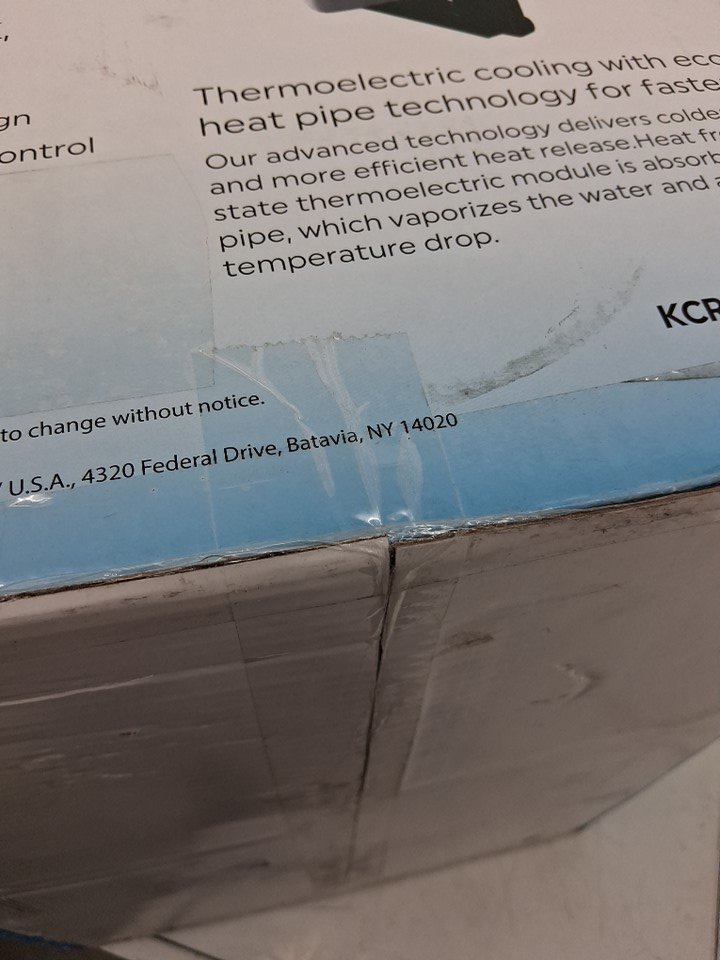 gn
ontrol
Thermoelectric cooling with eco
heat pipe technology for faste
Our advanced technology delivers colde
and more efficient heat release.Heat fr
state thermoelectric module is absorb
pipe, which vaporizes the water and a
temperature drop.
KCR
to change without notice.
U.S.A., 4320 Federal Drive, Batavia, NY 14020